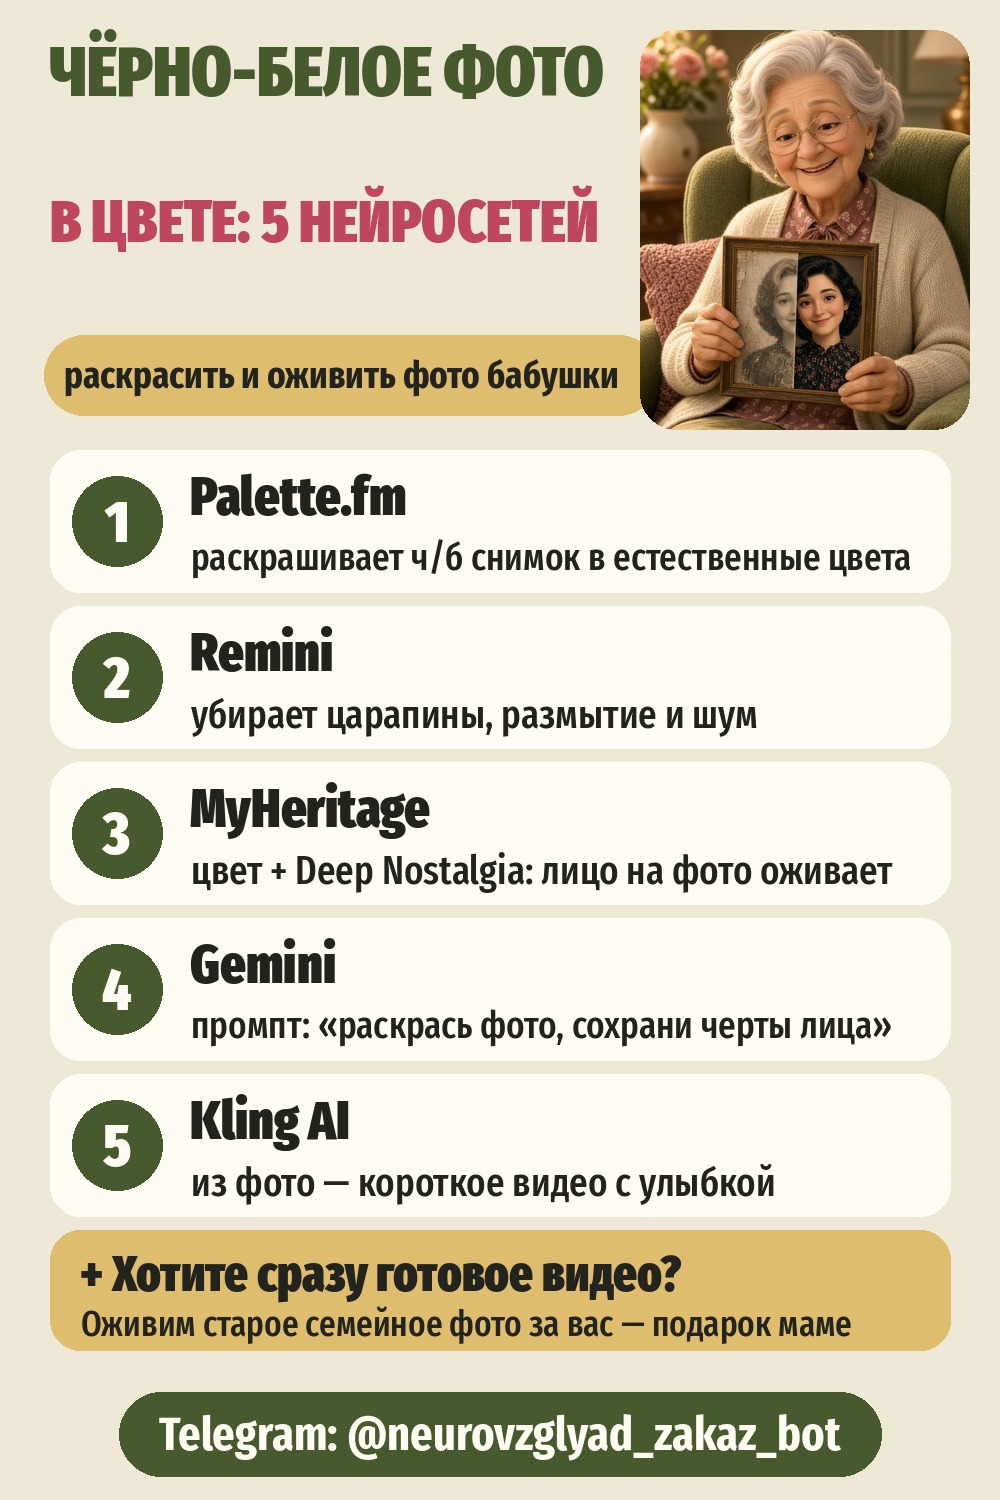 ЧЁРНО-БЕЛОЕ ФОТО
В ЦВЕТЕ: 5 НЕЙРОСЕТЕЙ
раскрасить и оживить фото бабушки
1
Palette.fm
раскрашивает ч/б снимок в естественные цвета
2
Remini
убирает царапины, размытие и шум
3
MyHeritage
цвет + Deep Nostalgia: лицо на фото оживает
4
Gemini
промпт: «раскрась фото, сохрани черты лица»
5
Kling AI
из фото — короткое видео с улыбкой
+ Хотите сразу готовое видео?
Оживим старое семейное фото за вас — подарок маме
Telegram: @neurovzglyad_zakaz_bot